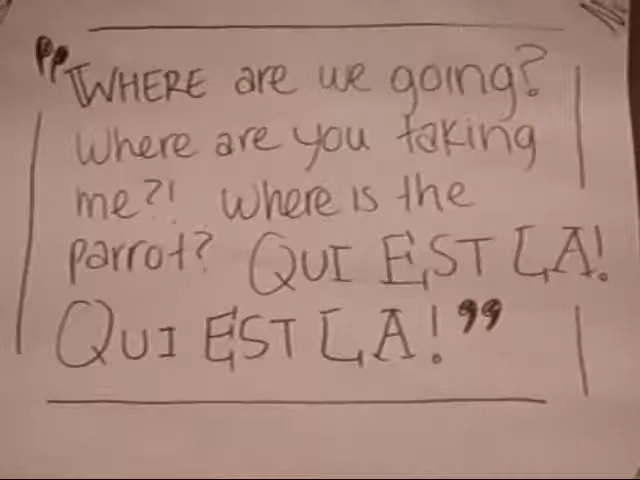 "WHERE are we going?
Where are you taking
me?! Where is the
parrot? QUI EST LA!
QUI EST LA!"